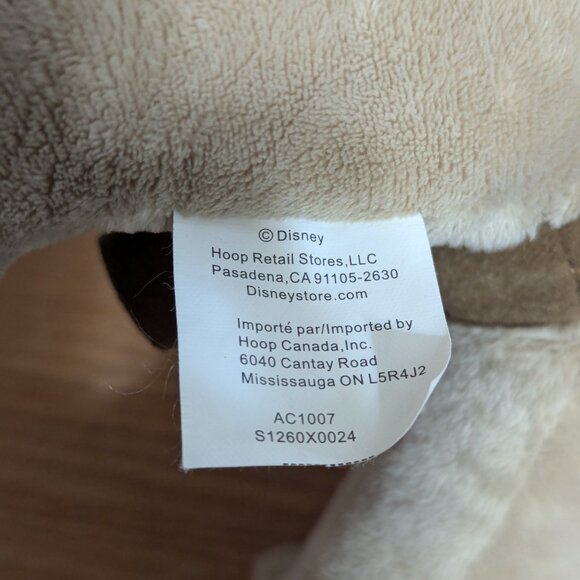 © Disney
Hoop Retail Stores,LLC
Pasadena,CA 91105-2630
Disneystore.com
Importé par/Imported by
Hoop Canada,Inc.
6040 Cantay Road
Mississauga ON L5R4J2
AC1007
S1260X0024